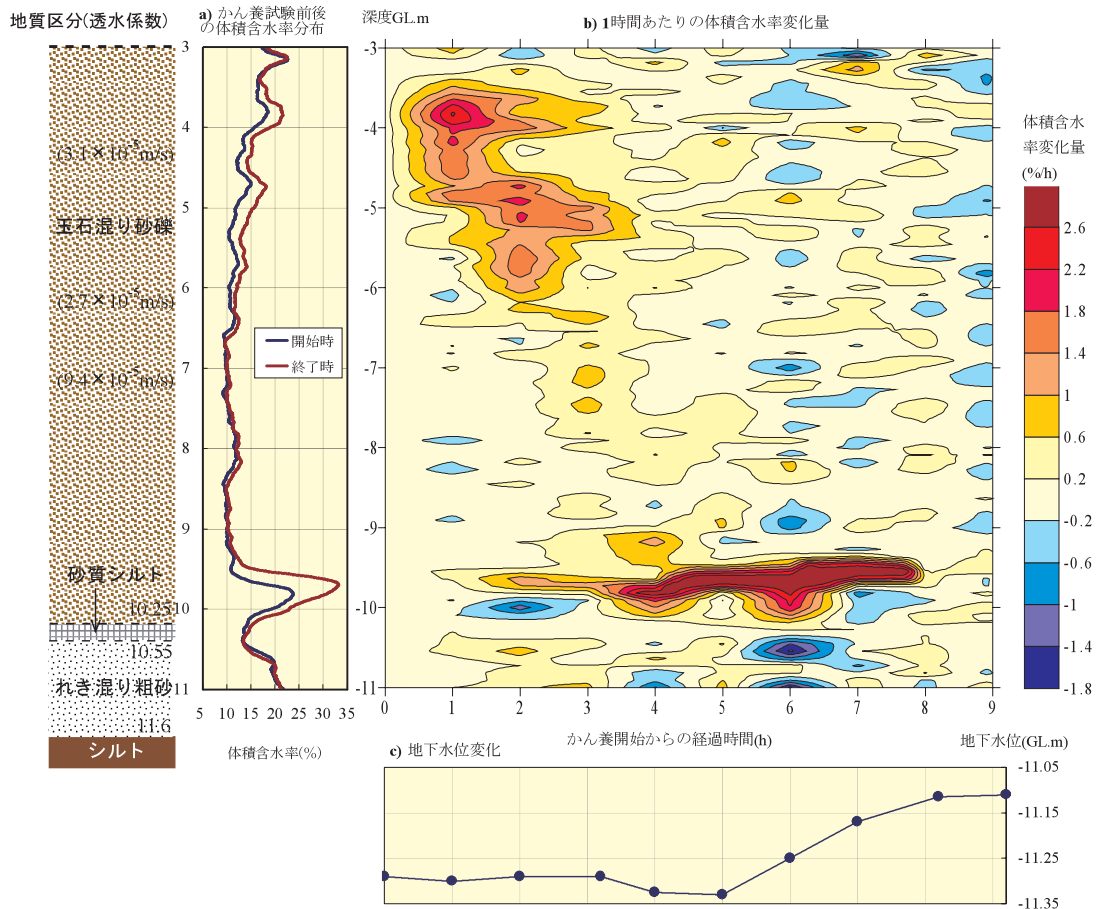 地質区分(透水係数)
a) かん養試験前後
の体積含水率分布
深度GL.m
b) 1時間あたりの体積含水率変化量
3
4
5
6
7
8
9
10
11
(3.1×10-5m/s)
玉石混り砂礫
(2.7×10-5m/s)
(9.4×10-5m/s)
砂質シルト
10.25
10.55
れき混り粗砂
11.6
シルト
開始時
終了時
5 10 15 20 25 30 35
体積含水率(%)
-3
-4
-5
-6
-7
-8
-9
-10
-11
0 1 2 3 4 5 6 7 8 9
かん養開始からの経過時間(h)
体積含水
率変化量
(%/h)
2.6
2.2
1.8
1.4
1
0.6
0.2
-0.2
-0.6
-1
-1.4
-1.8
c) 地下水位変化
地下水位(GL.m)
-11.05
-11.15
-11.25
-11.35